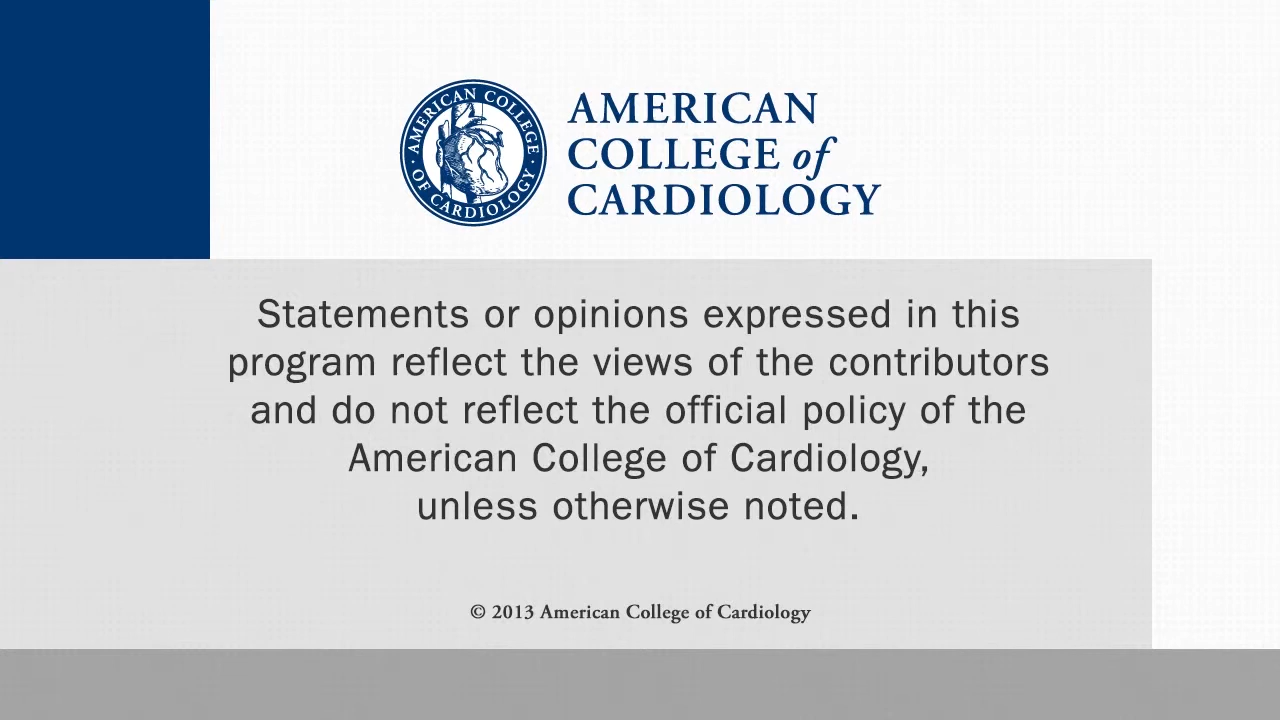 AMERICAN COLLEGE
· OF CARDIOLOGY ·
AMERICAN
COLLEGE of
CARDIOLOGY
Statements or opinions expressed in this
program reflect the views of the contributors
and do not reflect the official policy of the
American College of Cardiology,
unless otherwise noted.
© 2013 American College of Cardiology